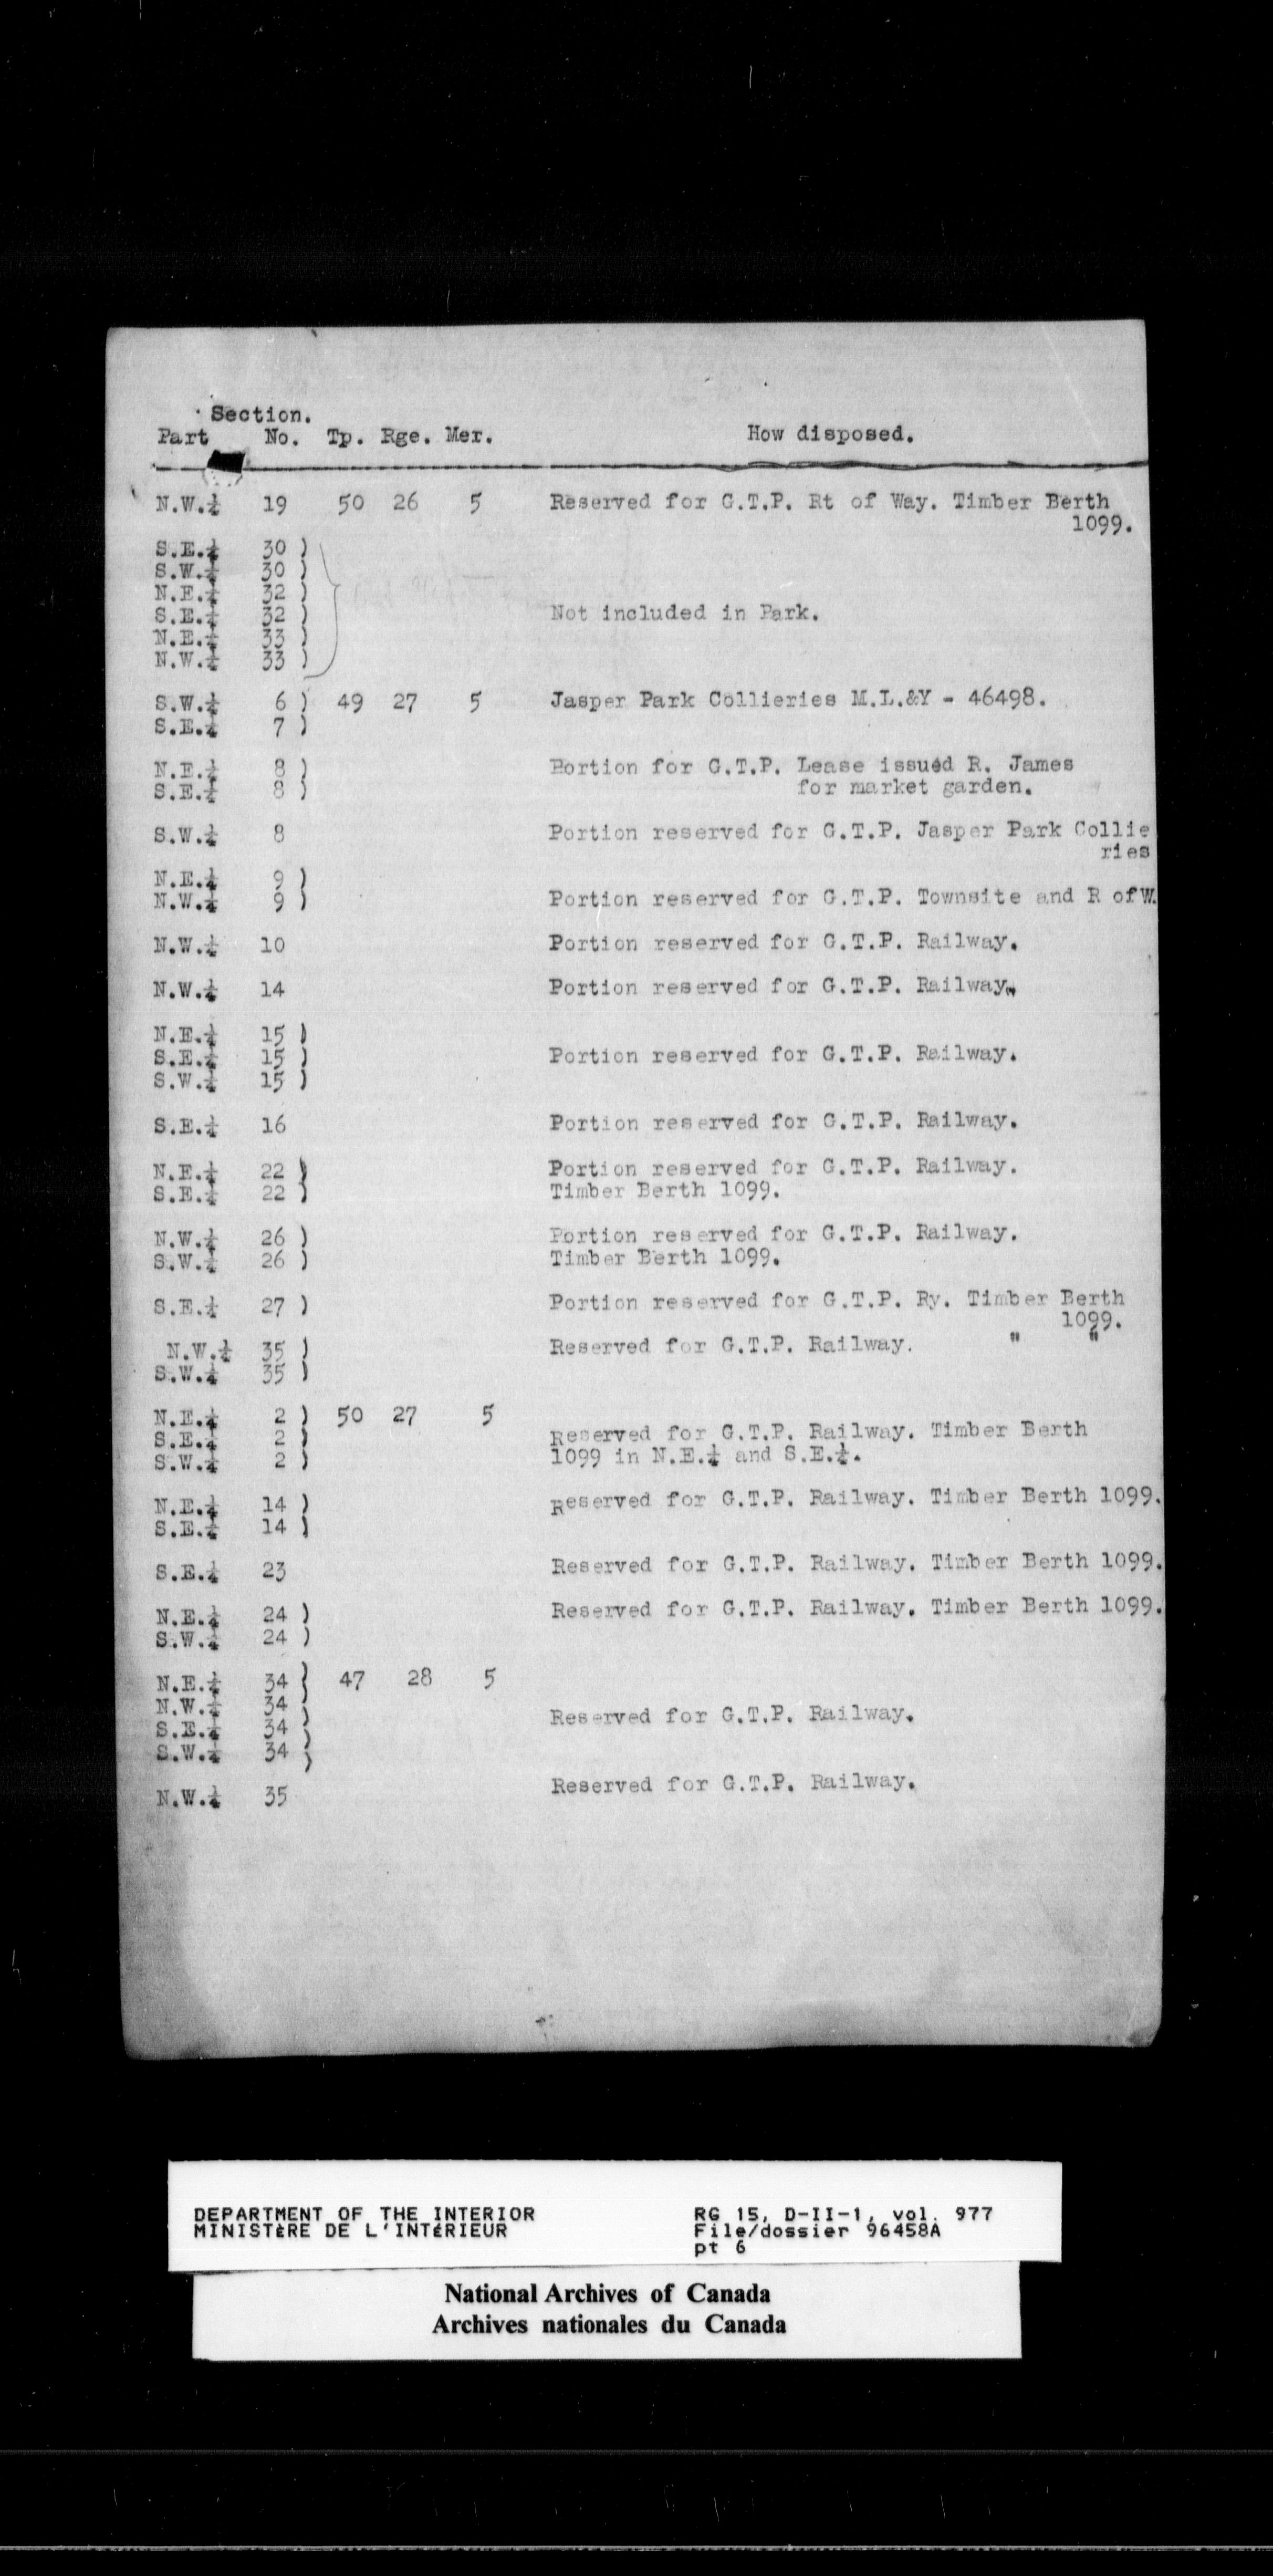 Section.
Part No. Tp. Rge. Mer. How disposed.
N.W.¼ 19 50 26 5 Reserved for G.T.P. Rt of Way. Timber Berth
1099.
S.E.¼ 30 )
S.W.¼ 30 )
N.E.¼ 32 )
S.E.¼ 32 ) Not included in Park.
N.E.¼ 33 )
N.W.¼ 33 )
S.W.¼ 6 ) 49 27 5 Jasper Park Collieries M.L.&Y - 46498.
S.E.¼ 7 )
N.E.¼ 8 ) Portion for G.T.P. Lease issued R. James
S.E.¼ 8 ) for market garden.
S.W.¼ 8 Portion reserved for G.T.P. Jasper Park Collie
ries
N.E.¼ 9 )
N.W.¼ 9 ) Portion reserved for G.T.P. Townsite and R of W.
N.W.¼ 10 Portion reserved for G.T.P. Railway.
N.W.¼ 14 Portion reserved for G.T.P. Railway.
N.E.¼ 15 )
S.E.¼ 15 ) Portion reserved for G.T.P. Railway.
S.W.¼ 15 )
S.E.¼ 16 Portion reserved for G.T.P. Railway.
N.E.¼ 22 ) Portion reserved for G.T.P. Railway.
S.E.¼ 22 ) Timber Berth 1099.
N.W.¼ 26 ) Portion reserved for G.T.P. Railway.
S.W.¼ 26 ) Timber Berth 1099.
S.E.¼ 27 ) Portion reserved for G.T.P. Ry. Timber Berth
1099.
N.W.¼ 35 ) Reserved for G.T.P. Railway. " "
S.W.¼ 35 )
N.E.¼ 2 ) 50 27 5
S.E.¼ 2 ) Reserved for G.T.P. Railway. Timber Berth
S.W.¼ 2 ) 1099 in N.E.¼ and S.E.¼.
N.E.¼ 14 ) Reserved for G.T.P. Railway. Timber Berth 1099.
S.E.¼ 14 )
S.E.¼ 23 Reserved for G.T.P. Railway. Timber Berth 1099.
N.E.¼ 24 ) Reserved for G.T.P. Railway. Timber Berth 1099.
S.W.¼ 24 )
N.E.¼ 34 ) 47 28 5
N.W.¼ 34 )
S.E.¼ 34 ) Reserved for G.T.P. Railway.
S.W.¼ 34 )
N.W.¼ 35 Reserved for G.T.P. Railway.
DEPARTMENT OF THE INTERIOR RG 15, D-II-1, vol. 977
MINISTÈRE DE L'INTÉRIEUR File/dossier 96458A
pt 6
National Archives of Canada
Archives nationales du Canada